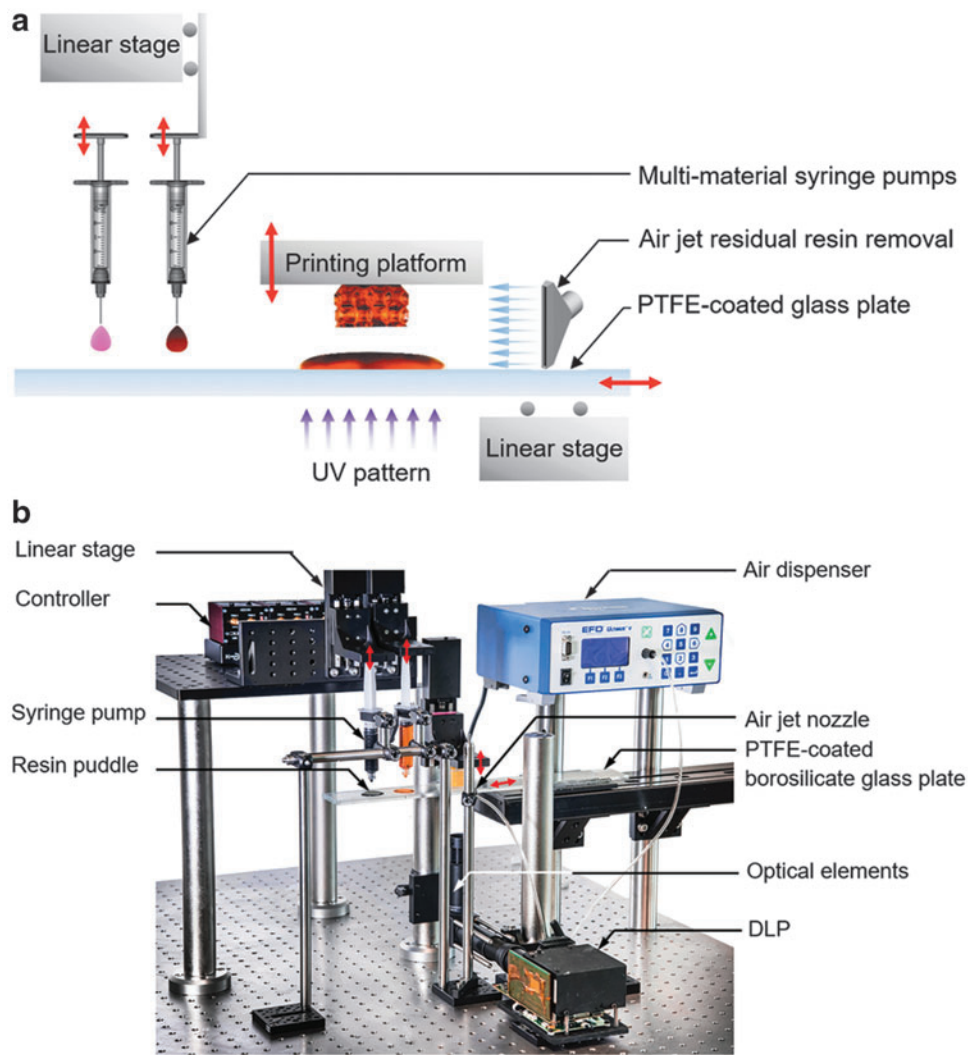 a
Linear stage
Multi-material syringe pumps
Air jet residual resin removal
Printing platform
PTFE-coated glass plate
UV pattern
Linear stage
b
Linear stage
Controller
Air dispenser
EFD
Syringe pump
Resin puddle
Air jet nozzle
PTFE-coated
borosilicate glass plate
Optical elements
DLP